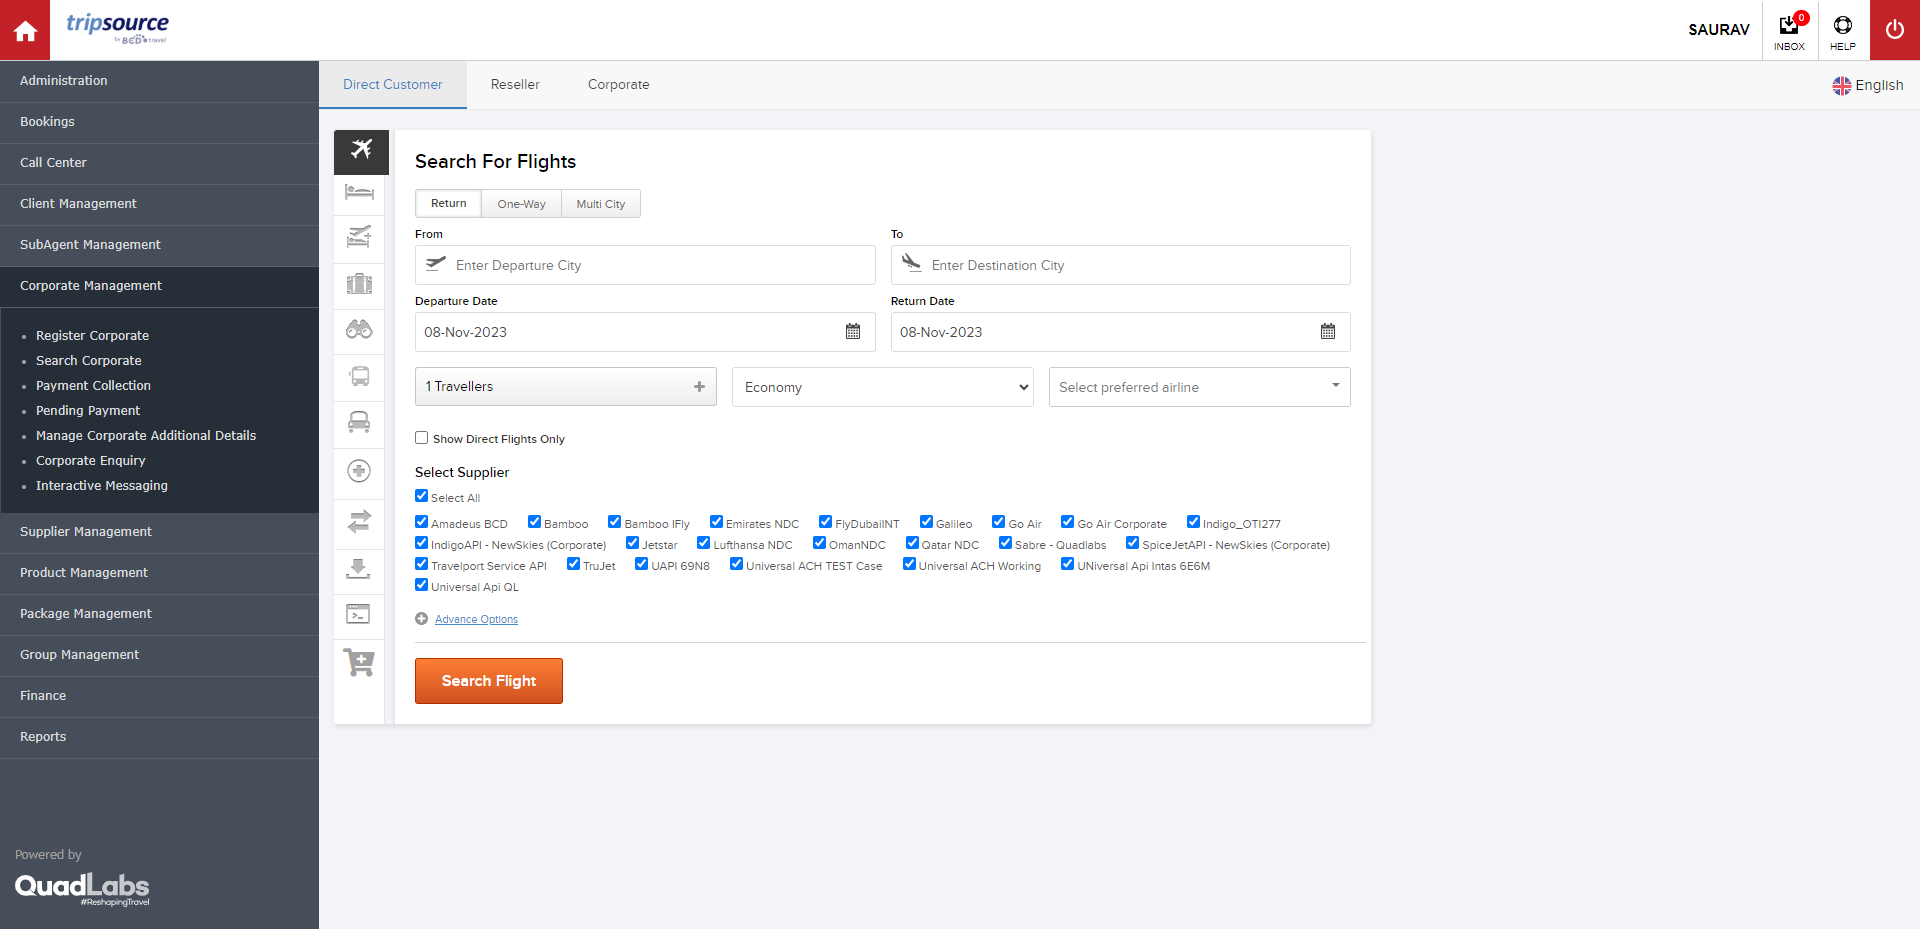 tripsource
by BCD travel
SAURAV
0
INBOX
HELP
Administration
Bookings
Call Center
Client Management
SubAgent Management
Corporate Management
Register Corporate
Search Corporate
Payment Collection
Pending Payment
Manage Corporate Additional Details
Corporate Enquiry
Interactive Messaging
Supplier Management
Product Management
Package Management
Group Management
Finance
Reports
Powered by
QuadLabs
#ReshapingTravel
Direct Customer
Reseller
Corporate
English
Search For Flights
Return
One-Way
Multi City
From
To
Enter Departure City
Enter Destination City
Departure Date
Return Date
08-Nov-2023
08-Nov-2023
1 Travellers
Economy
Select preferred airline
Show Direct Flights Only
Select Supplier
Select All
Amadeus BCD Bamboo Bamboo IFly Emirates NDC FlyDubaiINT Galileo Go Air Go Air Corporate Indigo_OTI277
IndigoAPI - NewSkies (Corporate) Jetstar Lufthansa NDC OmanNDC Qatar NDC Sabre - Quadlabs SpiceJetAPI - NewSkies (Corporate)
Travelport Service API TruJet UAPI 69N8 Universal ACH TEST Case Universal ACH Working UNiversal Api Intas 6E6M
Universal Api QL
Advance Options
Search Flight